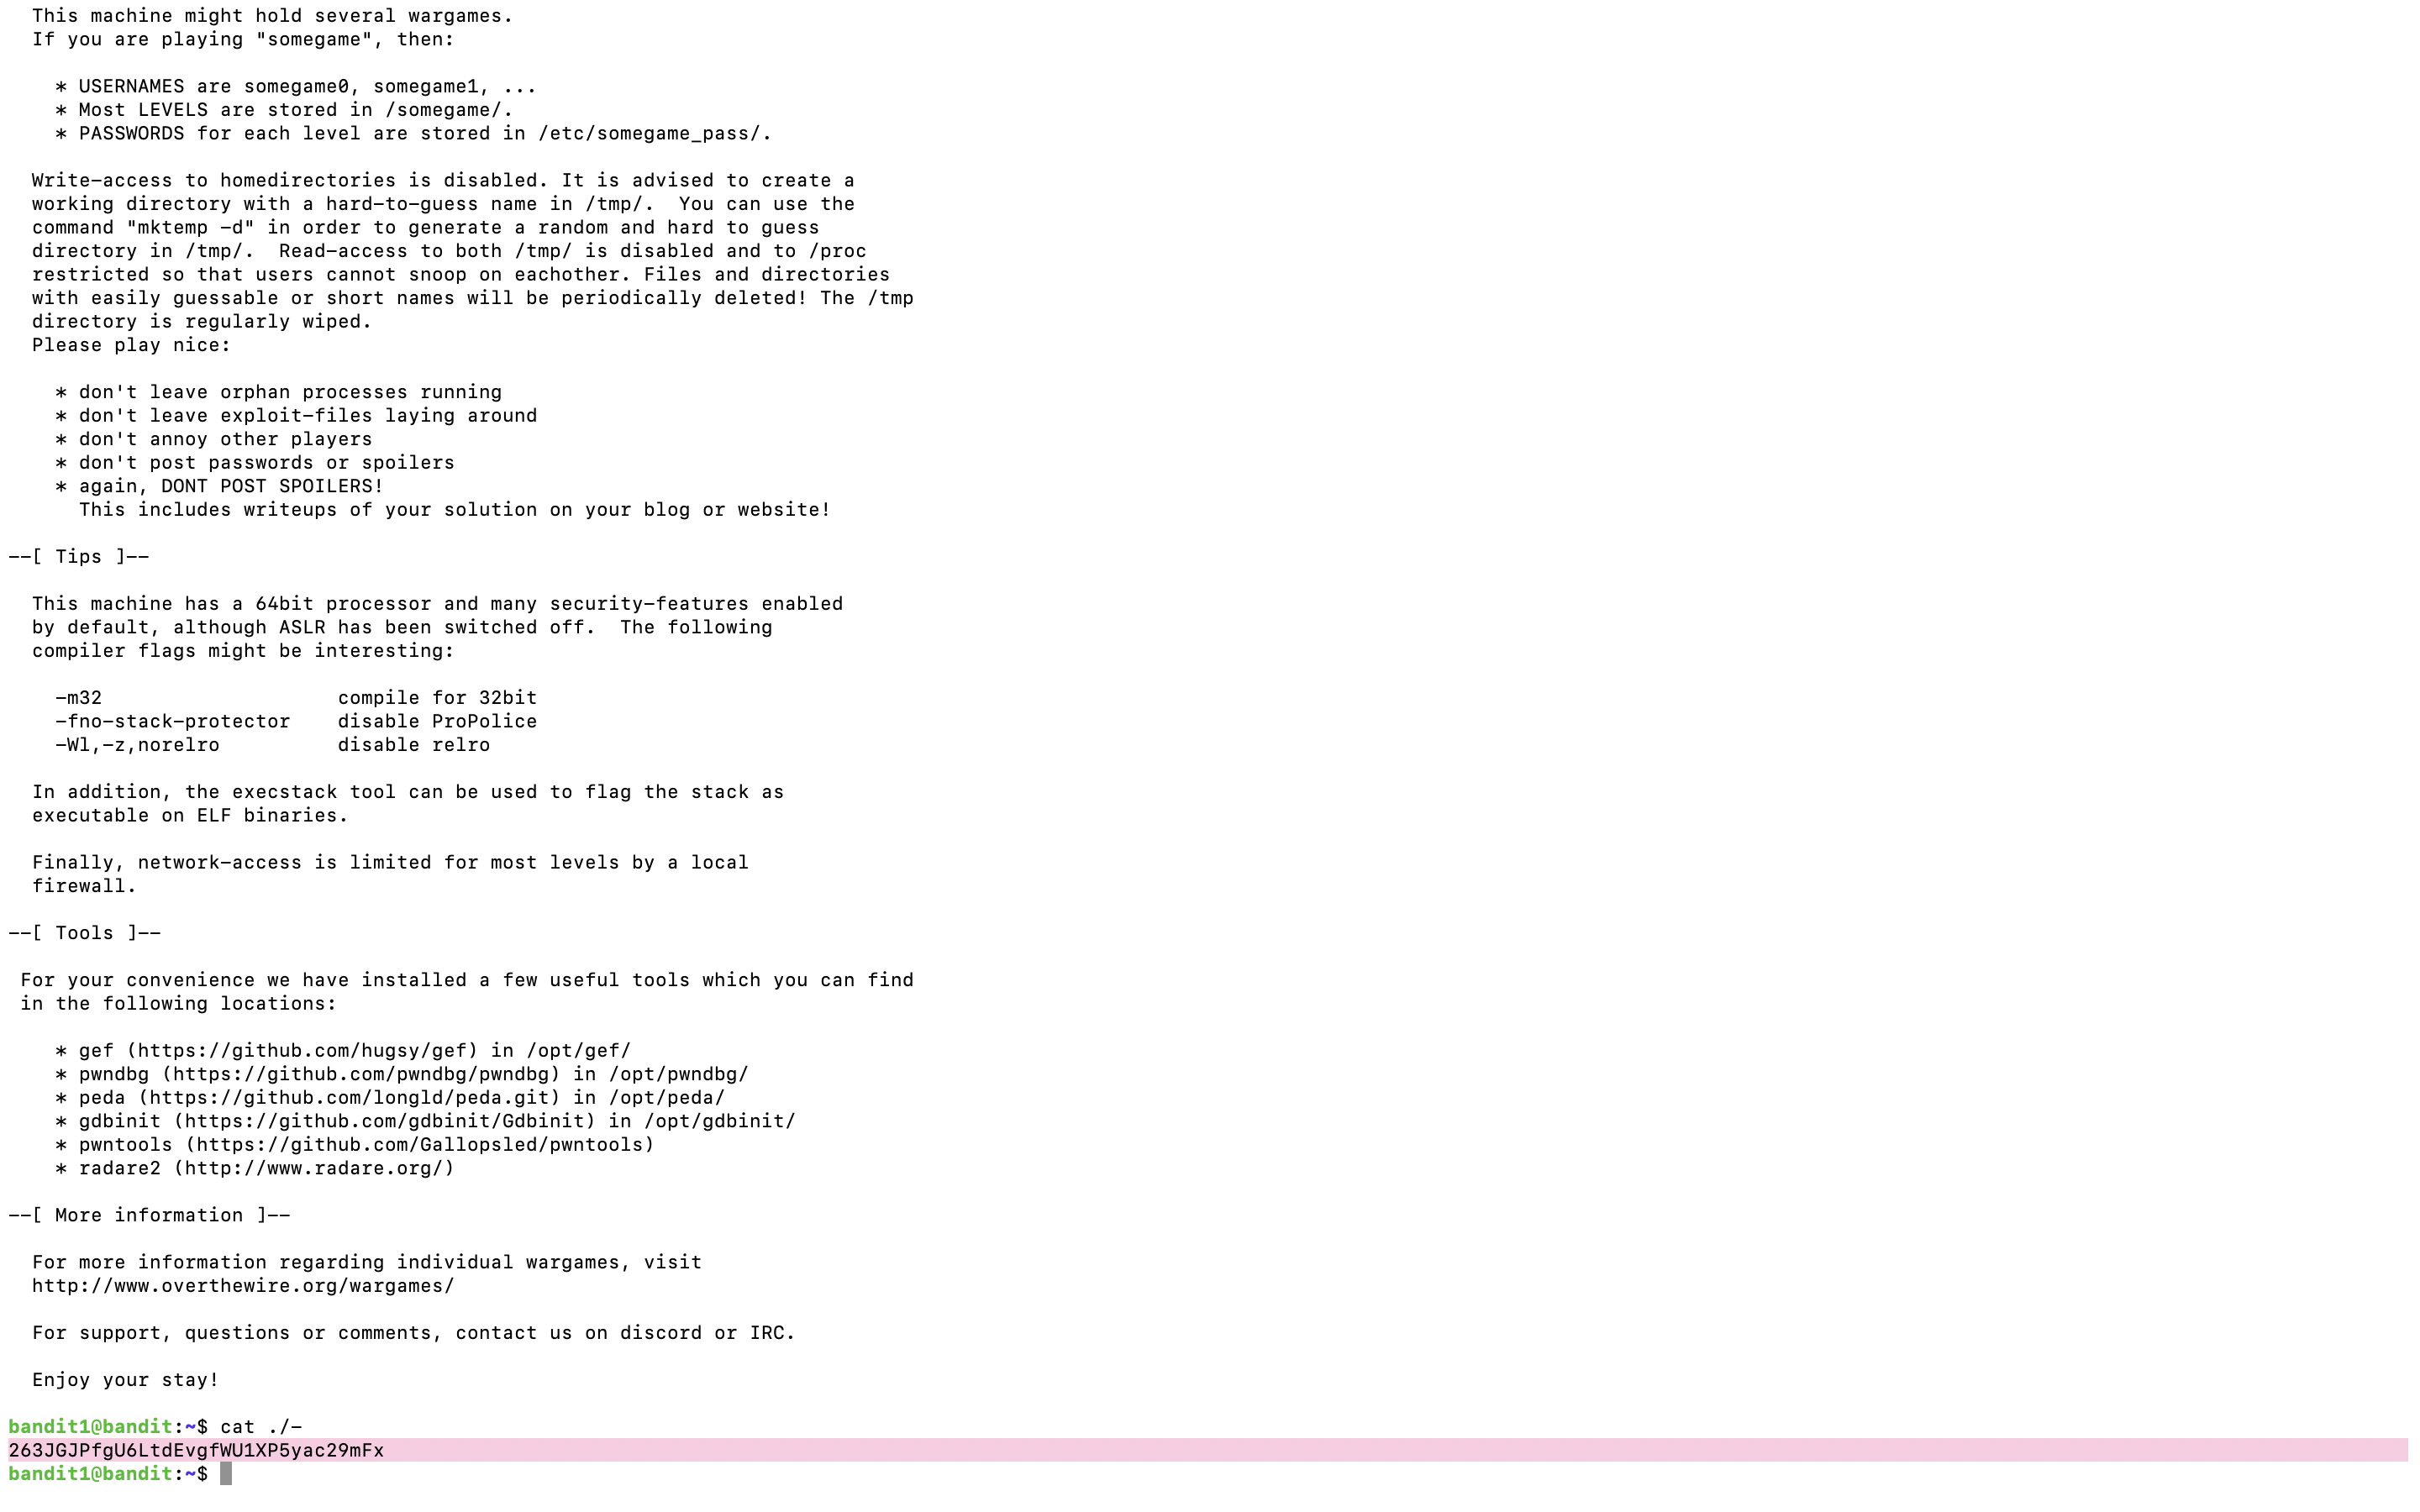 This machine might hold several wargames.
If you are playing "somegame", then:
* USERNAMES are somegame0, somegame1, ...
* Most LEVELS are stored in /somegame/.
* PASSWORDS for each level are stored in /etc/somegame_pass/.
Write-access to homedirectories is disabled. It is advised to create a
working directory with a hard-to-guess name in /tmp/.  You can use the
command "mktemp -d" in order to generate a random and hard to guess
directory in /tmp/.  Read-access to both /tmp/ is disabled and to /proc
restricted so that users cannot snoop on eachother. Files and directories
with easily guessable or short names will be periodically deleted! The /tmp
directory is regularly wiped.
Please play nice:
* don't leave orphan processes running
* don't leave exploit-files laying around
* don't annoy other players
* don't post passwords or spoilers
* again, DONT POST SPOILERS!
This includes writeups of your solution on your blog or website!
--[ Tips ]--
This machine has a 64bit processor and many security-features enabled
by default, although ASLR has been switched off.  The following
compiler flags might be interesting:
-m32                    compile for 32bit
-fno-stack-protector    disable ProPolice
-Wl,-z,norelro          disable relro
In addition, the execstack tool can be used to flag the stack as
executable on ELF binaries.
Finally, network-access is limited for most levels by a local
firewall.
--[ Tools ]--
For your convenience we have installed a few useful tools which you can find
in the following locations:
* gef (https://github.com/hugsy/gef) in /opt/gef/
* pwndbg (https://github.com/pwndbg/pwndbg) in /opt/pwndbg/
* peda (https://github.com/longld/peda.git) in /opt/peda/
* gdbinit (https://github.com/gdbinit/Gdbinit) in /opt/gdbinit/
* pwntools (https://github.com/Gallopsled/pwntools)
* radare2 (http://www.radare.org/)
--[ More information ]--
For more information regarding individual wargames, visit
http://www.overthewire.org/wargames/
For support, questions or comments, contact us on discord or IRC.
Enjoy your stay!
bandit1@bandit:~$ cat ./-
263JGJPfgU6LtdEvgfWU1XP5yac29mFx
bandit1@bandit:~$